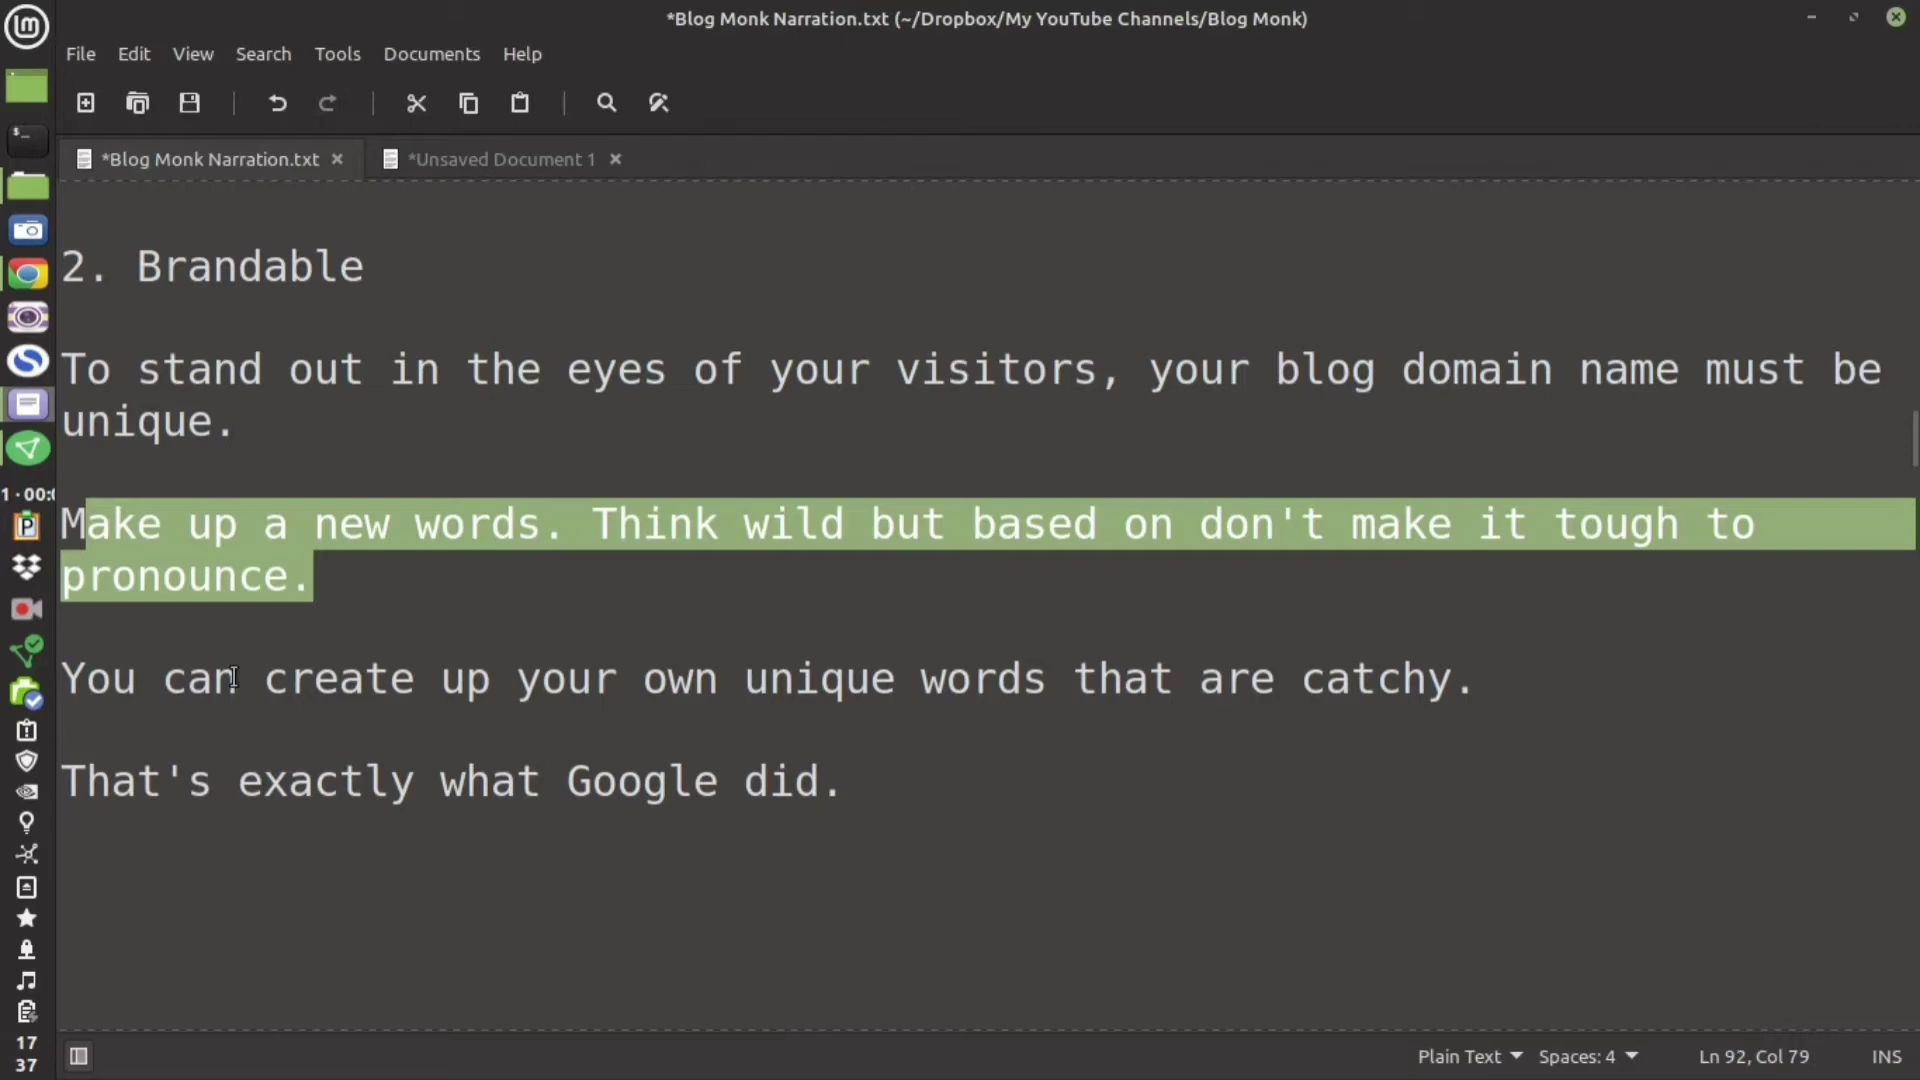 *Blog Monk Narration.txt (~/Dropbox/My YouTube Channels/Blog Monk)
File Edit View Search Tools Documents Help
*Blog Monk Narration.txt *Unsaved Document 1
2. Brandable
To stand out in the eyes of your visitors, your blog domain name must be
unique.
Make up a new words. Think wild but based on don't make it tough to
pronounce.
You can create up your own unique words that are catchy.
That's exactly what Google did.
1 · 00:0
17
37
Plain Text Spaces: 4 Ln 92, Col 79 INS